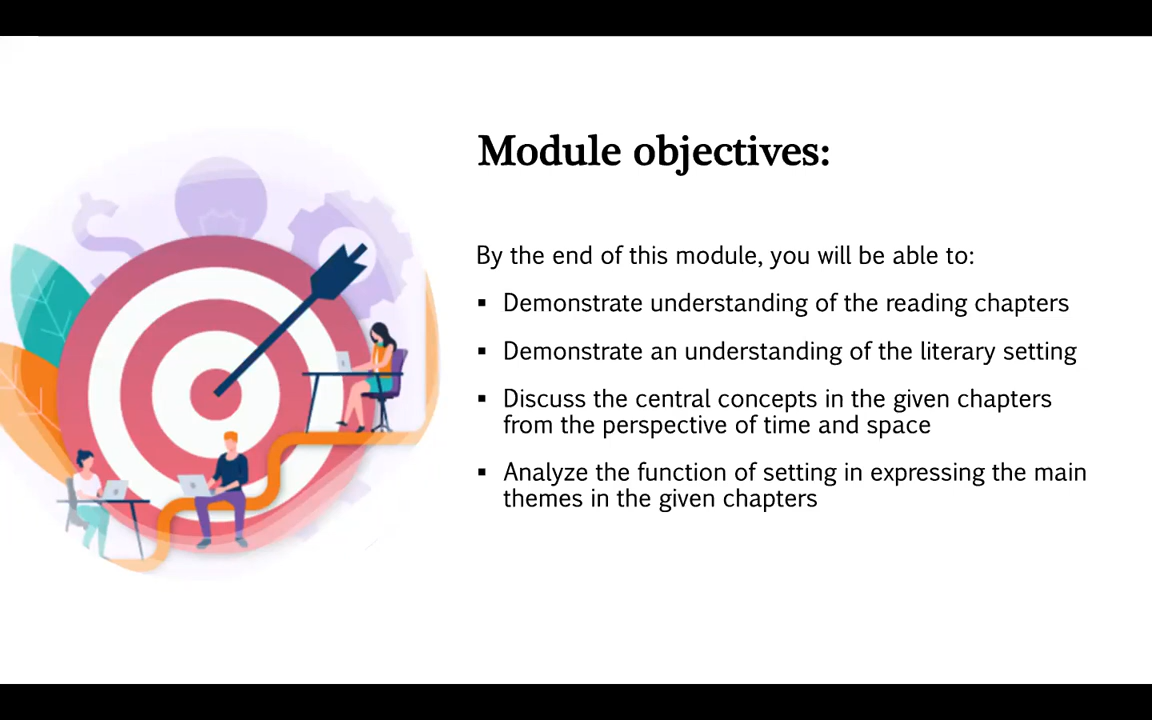 Module objectives:
By the end of this module, you will be able to:
▪ Demonstrate understanding of the reading chapters
▪ Demonstrate an understanding of the literary setting
▪ Discuss the central concepts in the given chapters
from the perspective of time and space
▪ Analyze the function of setting in expressing the main
themes in the given chapters